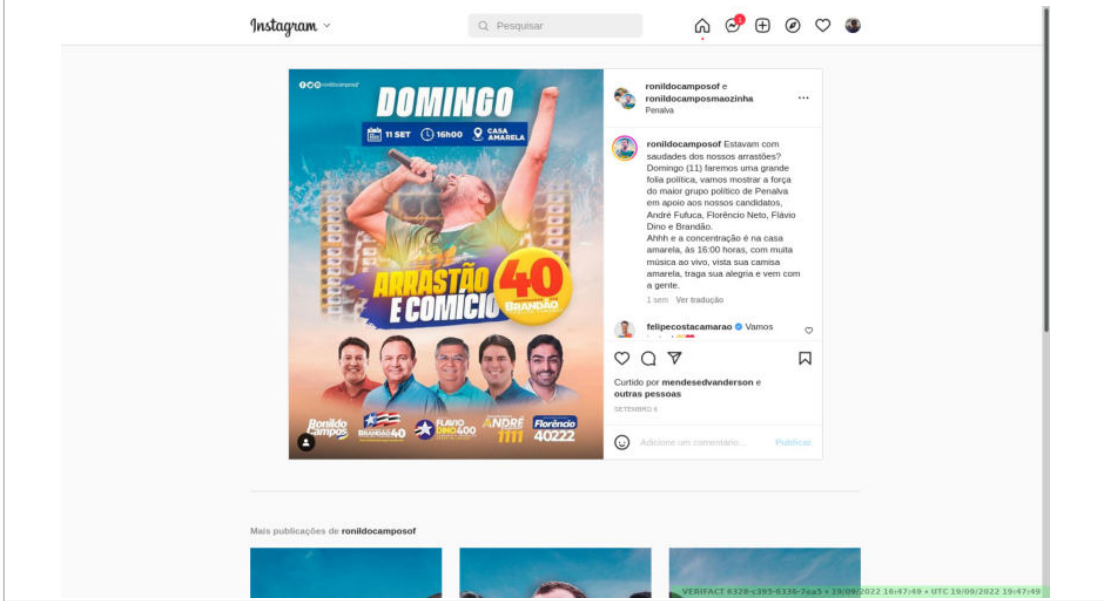 Instagram
Pesquisar
1
ronildocamposof
DOMINGO
11 SET
16h00
CASA
AMARELA
ARRASTÃO
E COMÍCIO
40
BRANDÃO
Ronildo
Campos
BRANDÃO 40
FLÁVIO
DINO 400
ANDRÉ
1111
Florêncio
40222
ronildocamposof e
ronildocamposmaozinha
Penalva
ronildocamposof Estavam com
saudades dos nossos arrastões?
Domingo (11) faremos uma grande
folia política, vamos mostrar a força
do maior grupo político de Penalva
em apoio aos nossos candidatos,
André Fufuca, Florêncio Neto, Flávio
Dino e Brandão.
Ahhh e a concentração é na casa
amarela, às 16:00 horas, com muita
música ao vivo, vista sua camisa
amarela, traga sua alegria e vem com
a gente.
1 sem Ver tradução
felipecostacamarao Vamos
Curtido por mendesedvanderson e
outras pessoas
SETEMBRO 6
Adicione um comentário...
Publicar
Mais publicações de ronildocamposof
VERIFACT 6328-c395-6336-7ea5 • 19/09/2022 16:47:49 • UTC 19/09/2022 19:47:49